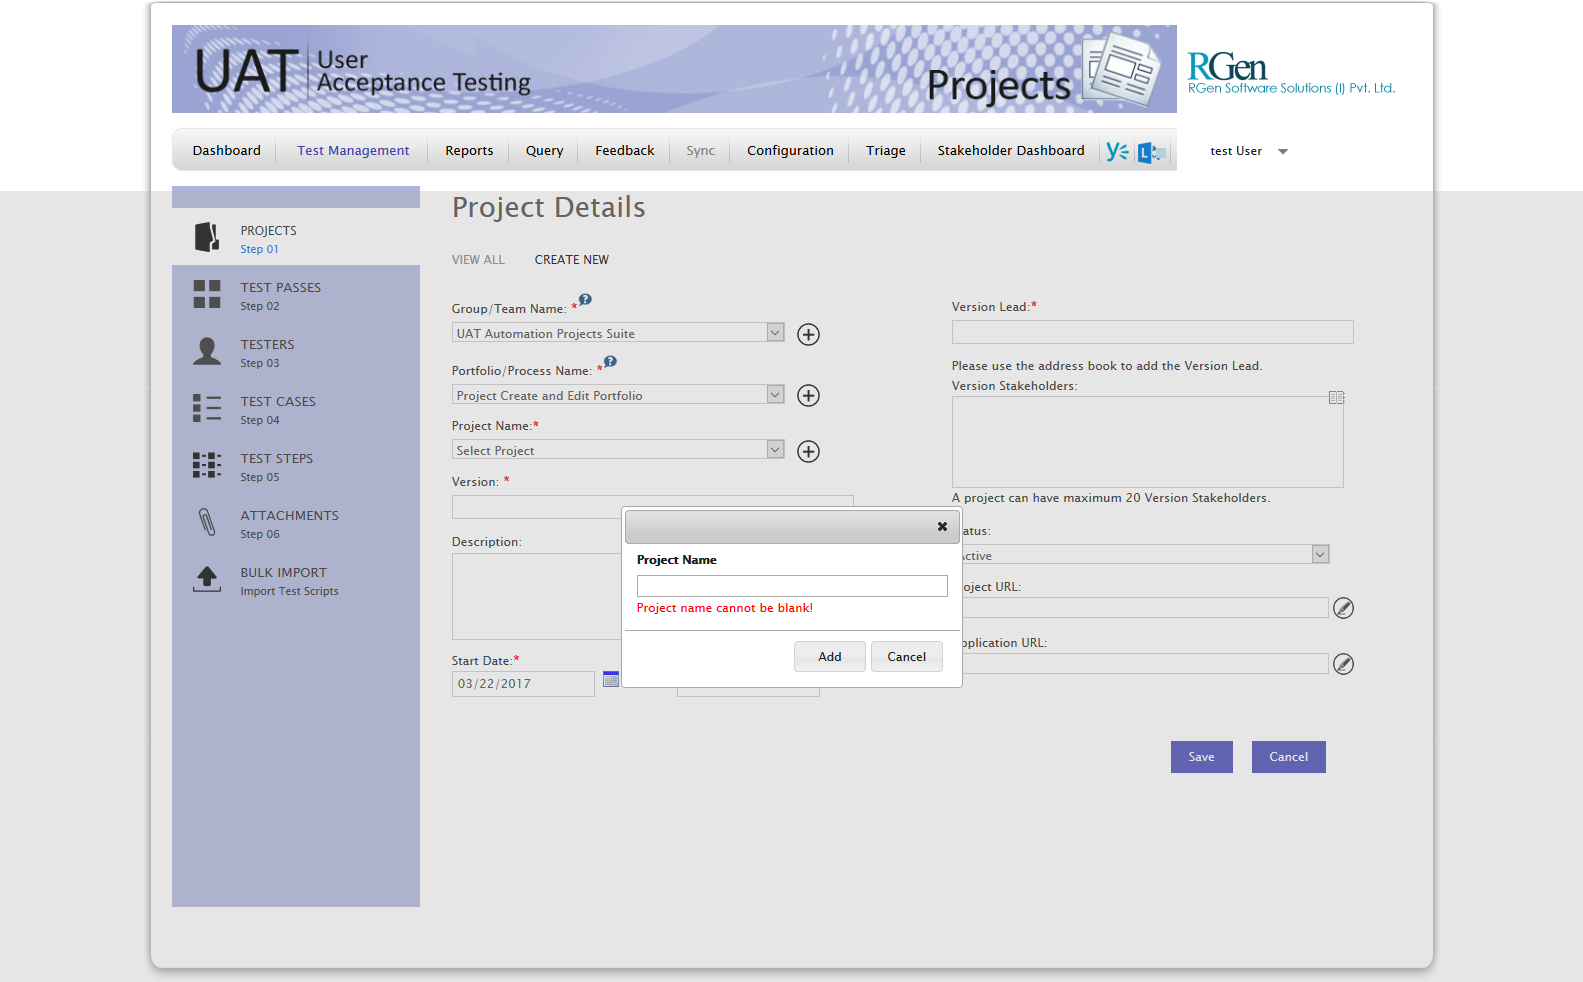 UAT User
Acceptance Testing
Projects
RGen
RGen Software Solutions (I) Pvt. Ltd.
Dashboard Test Management Reports Query Feedback Sync Configuration Triage Stakeholder Dashboard test User
PROJECTS
Step 01
TEST PASSES
Step 02
TESTERS
Step 03
TEST CASES
Step 04
TEST STEPS
Step 05
ATTACHMENTS
Step 06
BULK IMPORT
Import Test Scripts
Project Details
VIEW ALL CREATE NEW
Group/Team Name: *
UAT Automation Projects Suite
Portfolio/Process Name: *
Project Create and Edit Portfolio
Project Name:*
Select Project
Version: *
Description:
Start Date:*
03/22/2017
Version Lead:*
Please use the address book to add the Version Lead.
Version Stakeholders:
A project can have maximum 20 Version Stakeholders.
atus:
ctive
oject URL:
plication URL:
Project Name
Project name cannot be blank!
Add Cancel
Save Cancel